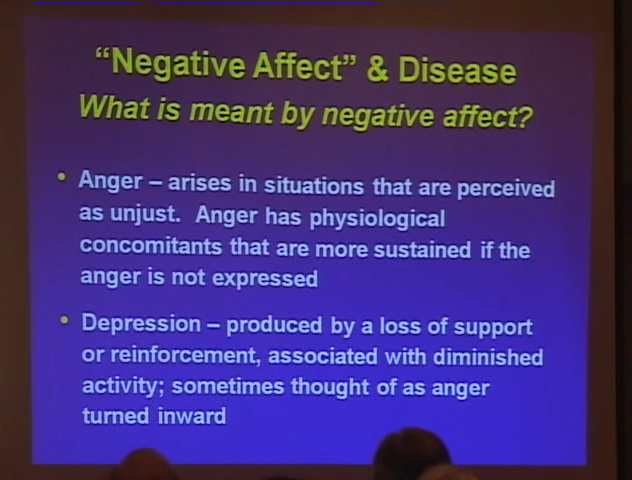 “Negative Affect” & Disease
What is meant by negative affect?
• Anger – arises in situations that are perceived
as unjust.  Anger has physiological
concomitants that are more sustained if the
anger is not expressed
• Depression – produced by a loss of support
or reinforcement, associated with diminished
activity; sometimes thought of as anger
turned inward